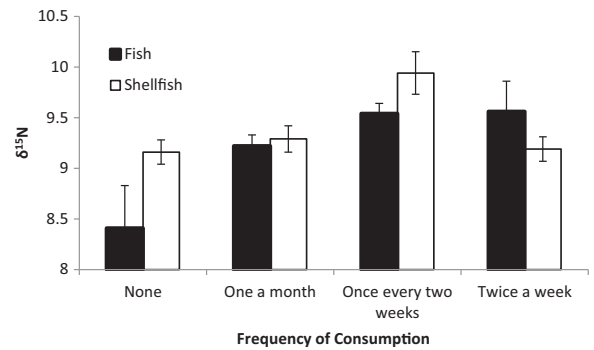 10.5
10
9.5
9
8.5
8
δ15N
Fish
Shellfish
None
One a month
Once every two
weeks
Twice a week
Frequency of Consumption